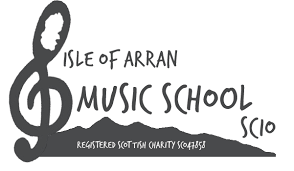 ISLE OF ARRAN
MUSIC SCHOOL
SCIO
REGISTERED SCOTTISH CHARITY SC047858